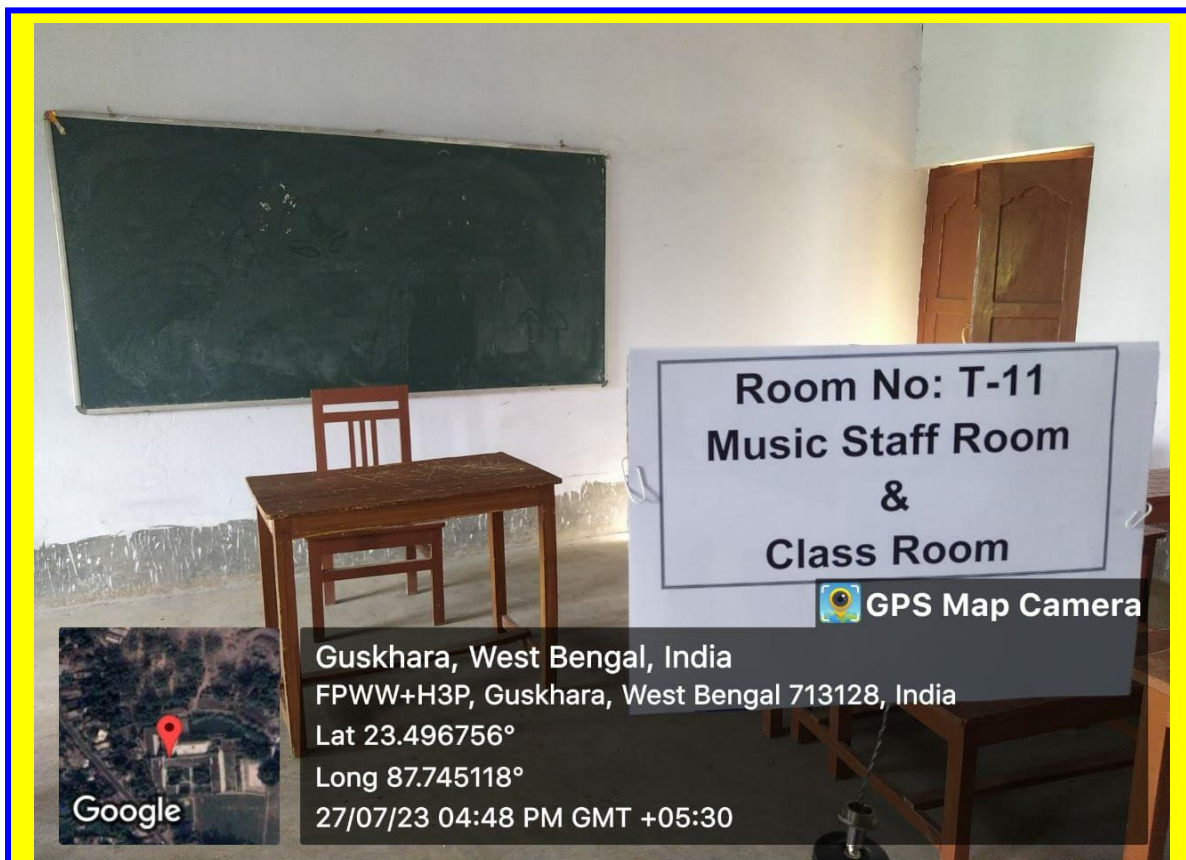 Room No: T-11
Music Staff Room
&
Class Room
GPS Map Camera
Guskhara, West Bengal, India
FPWW+H3P, Guskhara, West Bengal 713128, India
Lat 23.496756°
Long 87.745118°
27/07/23 04:48 PM GMT +05:30
Google